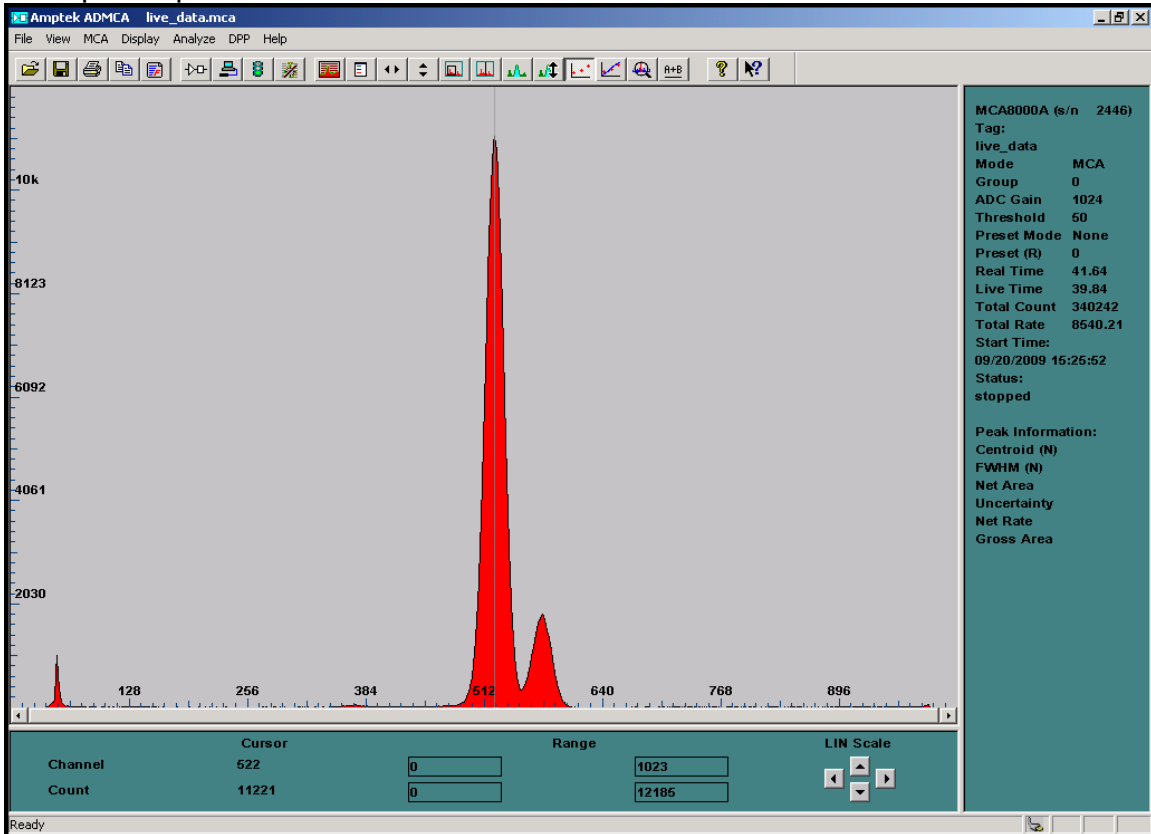 Amptek ADMCA live_data.mca
File View MCA Display Analyze DPP Help
A+B
10k
8123
6092
4061
2030
128 256 384 512 640 768 896
MCA8000A (s/n 2446)
Tag:
live_data
Mode MCA
Group 0
ADC Gain 1024
Threshold 50
Preset Mode None
Preset (R) 0
Real Time 41.64
Live Time 39.84
Total Count 340242
Total Rate 8540.21
Start Time:
09/20/2009 15:25:52
Status:
stopped
Peak Information:
Centroid (N)
FWHM (N)
Net Area
Uncertainty
Net Rate
Gross Area
Cursor Range LIN Scale
Channel 522 0 1023
Count 11221 0 12185
Ready